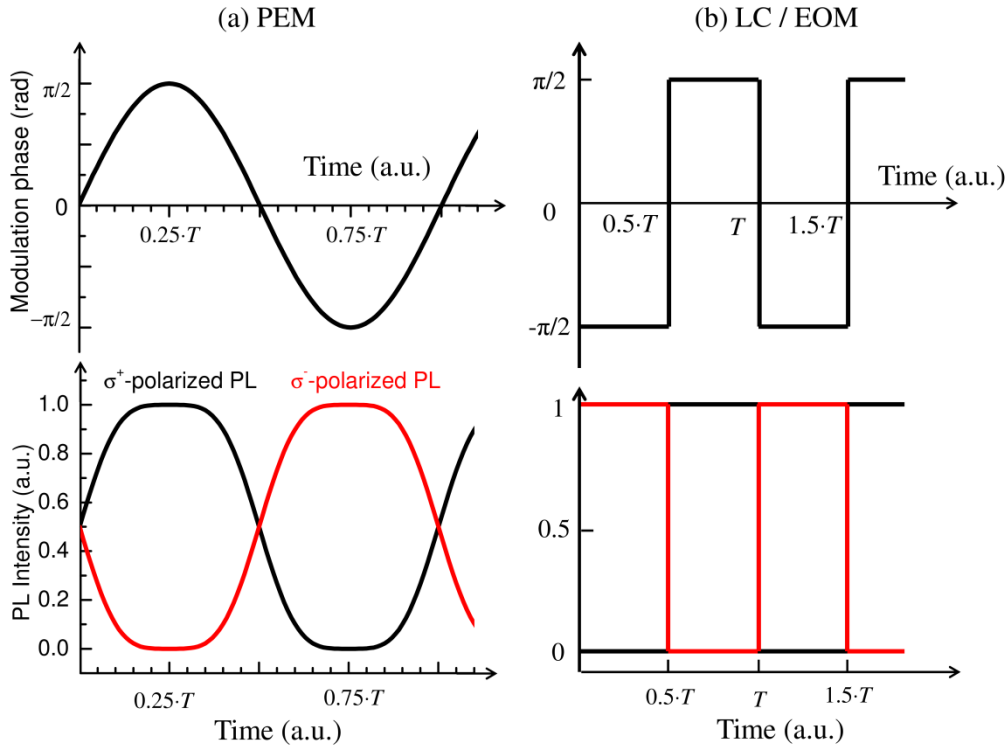 (a) PEM
Modulation phase (rad)
π/2
0
−π/2
Time (a.u.)
0.25·T
0.75·T
σ+-polarized PL
σ--polarized PL
PL Intensity (a.u.)
1.0
0.8
0.6
0.4
0.2
0.0
0.25·T
0.75·T
Time (a.u.)
(b) LC / EOM
π/2
0
-π/2
Time (a.u.)
0.5·T
T
1.5·T
1
0.5
0
0.5·T
T
1.5·T
Time (a.u.)